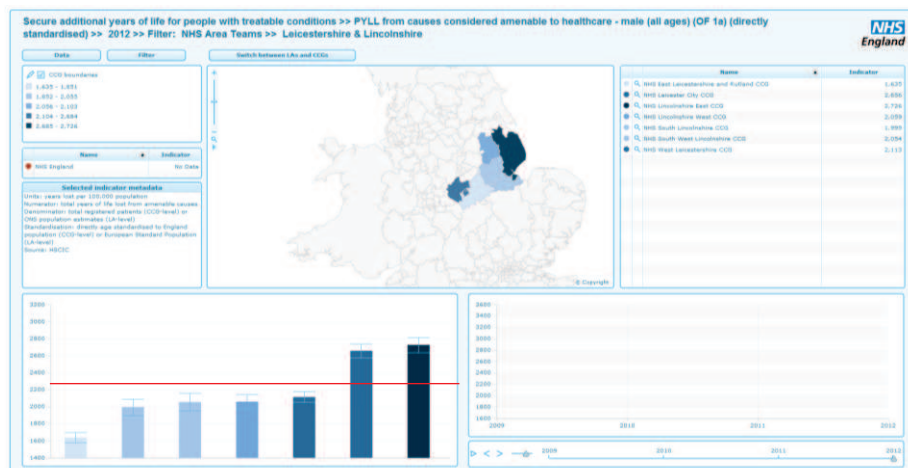 Secure additional years of life for people with treatable conditions >> PYLL from causes considered amenable to healthcare - male (all ages) (OF 1a) (directly
standardised) >> 2012 >> Filter: NHS Area Teams >> Leicestershire & Lincolnshire
NHS
England
Data
Filter
Switch between LAs and CCGs
CCG boundaries
1,635 - 1,651
1,652 - 2,055
2,056 - 2,103
2,104 - 2,684
2,685 - 2,726
Name
Indicator
NHS England
No Data
Selected indicator metadata
Units: years lost per 100,000 population
Numerator: total years of life lost from amenable causes
Denominator: total registered patients (CCG-level) or
ONS population estimates (LA-level)
Standardisation: directly age standardised to England
population (CCG-level) or European Standard Population
(LA-level)
Source: HSCIC
© Copyright
Name
Indicator
NHS East Leicestershire and Rutland CCG 1,635
NHS Leicester City CCG 2,656
NHS Lincolnshire East CCG 2,726
NHS Lincolnshire West CCG 2,059
NHS South Lincolnshire CCG 1,999
NHS South West Lincolnshire CCG 2,054
NHS West Leicestershire CCG 2,113
3200
3000
2800
2600
2400
2200
2000
1800
1600
1400
3600
3400
3200
3000
2800
2600
2400
2200
2000
1800
1600
2009
2010
2011
2012
2009
2010
2011
2012